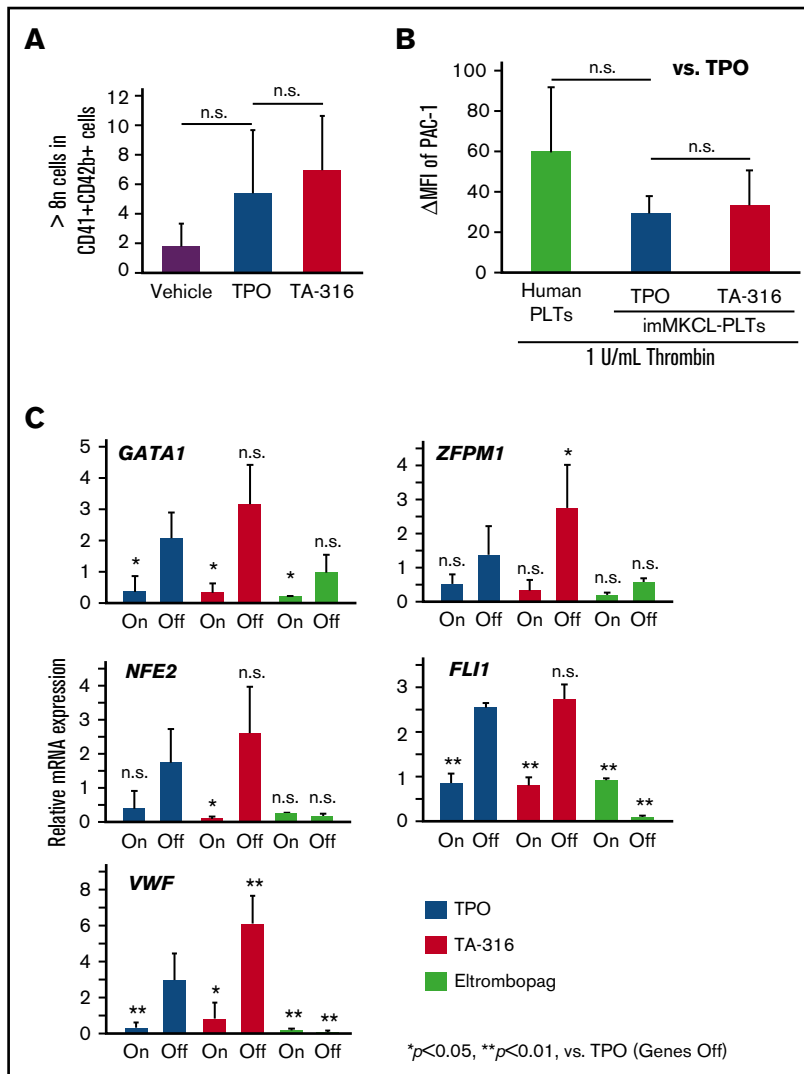 A
> 8n cells in
CD41+CD42b+ cells
12
10
8
6
4
2
0
n.s.
n.s.
Vehicle TPO TA-316
B
vs. TPO
ΔMFI of PAC-1
100
80
60
40
20
0
n.s.
n.s.
Human
PLTs
TPO TA-316
imMKCL-PLTs
1 U/mL Thrombin
C
Relative mRNA expression
GATA1
5
4
3
2
1
0
* * n.s. * n.s.
On Off On Off On Off
ZFPM1
4
3
2
1
0
n.s. n.s. * n.s. n.s.
On Off On Off On Off
NFE2
5
4
3
2
1
0
n.s. * n.s. n.s. n.s.
On Off On Off On Off
FLI1
3
2
1
0
** ** n.s. ** **
On Off On Off On Off
VWF
8
6
4
2
0
** * ** ** **
On Off On Off On Off
TPO
TA-316
Eltrombopag
*p<0.05, **p<0.01, vs. TPO (Genes Off)